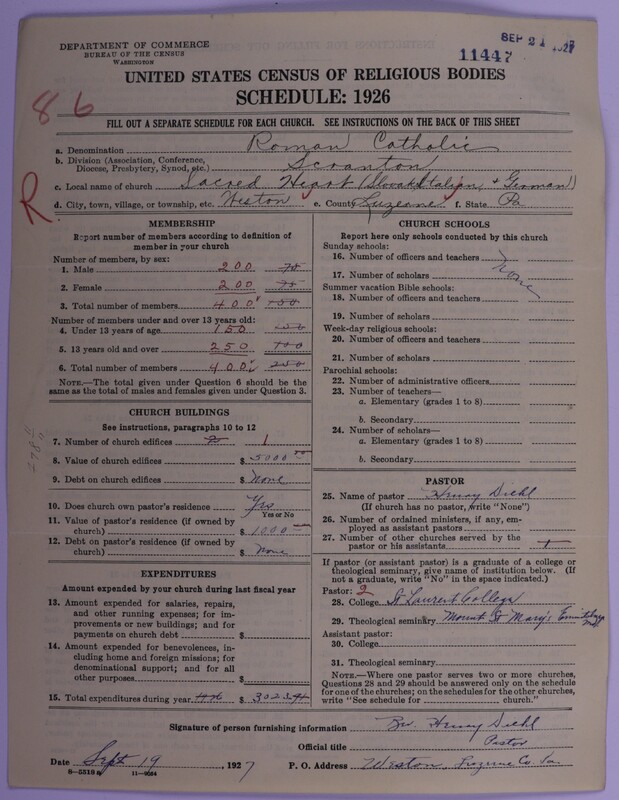 DEPARTMENT OF COMMERCE
BUREAU OF THE CENSUS
WASHINGTON
SEP 21 1927
11447
UNITED STATES CENSUS OF RELIGIOUS BODIES
SCHEDULE: 1926
86
FILL OUT A SEPARATE SCHEDULE FOR EACH CHURCH. SEE INSTRUCTIONS ON THE BACK OF THIS SHEET
a. Denomination Roman Catholic
b. Division (Association, Conference, Diocese, Presbytery, Synod, etc.) Scranton
c. Local name of church Sacred Heart (Slovak Italian, + German)
R
d. City, town, village, or township, etc. Weston e. County Luzerne f. State Pa
MEMBERSHIP
Report number of members according to definition of
member in your church
Number of members, by sex:
1. Male 200 70
2. Female 200
3. Total number of members 400
Number of members under and over 13 years old:
4. Under 13 years of age 150
5. 13 years old and over 250 100
6. Total number of members 400 250
NOTE.—The total given under Question 6 should be
same as the total of males and females given under Question 3.
CHURCH BUILDINGS
See instructions, paragraphs 10 to 12
7. Number of church edifices 2 1
8. Value of church edifices $ 5000
9. Debt on church edifices $ None
10. Does church own pastor's residence? Yes
Yes or No
11. Value of pastor's residence (if owned by
church) $ 1000
12. Debt on pastor's residence (if owned by
church) $ None
EXPENDITURES
Amount expended by your church during last fiscal year
13. Amount expended for salaries, repairs,
and other running expenses; for im-
provements or new buildings; and for
payments on church debt $
14. Amount expended for benevolences, in-
cluding home and foreign missions; for
denominational support; and for all
other purposes $
15. Total expenditures during year $
CHURCH SCHOOLS
Report here only schools conducted by this church
Sunday schools:
16. Number of officers and teachers
17. Number of scholars
None
Summer vacation Bible schools:
18. Number of officers and teachers
19. Number of scholars
Week-day religious schools:
20. Number of officers and teachers
21. Number of scholars
Parochial schools:
22. Number of administrative officers
23. Number of teachers—
a. Elementary (grades 1 to 8)
b. Secondary
24. Number of scholars—
a. Elementary (grades 1 to 8)
b. Secondary
PASTOR
25. Name of pastor Henry Diehl
(If church has no pastor, write "None")
26. Number of ordained ministers, if any, em-
ployed as assistant pastors
27. Number of other churches served by the
pastor or his assistants 1
If pastor (or assistant pastor) is a graduate of a college or
theological seminary, give name of institution below. (If
not a graduate, write "No" in the space indicated.)
Pastor: 2
28. College St Laurent College
29. Theological seminary Mount St Mary's
Assistant pastor:
30. College
31. Theological seminary
NOTE.—Where one pastor serves two or more churches,
Questions 28 and 29 should be answered only on the schedule
for one of the churches; on the schedules for the other churches,
write "See schedule for church."
Signature of person furnishing information Henry Diehl
Official title Pastor
Date Sept 19, 1927 P. O. Address Weston, Luzerne Co. Pa.